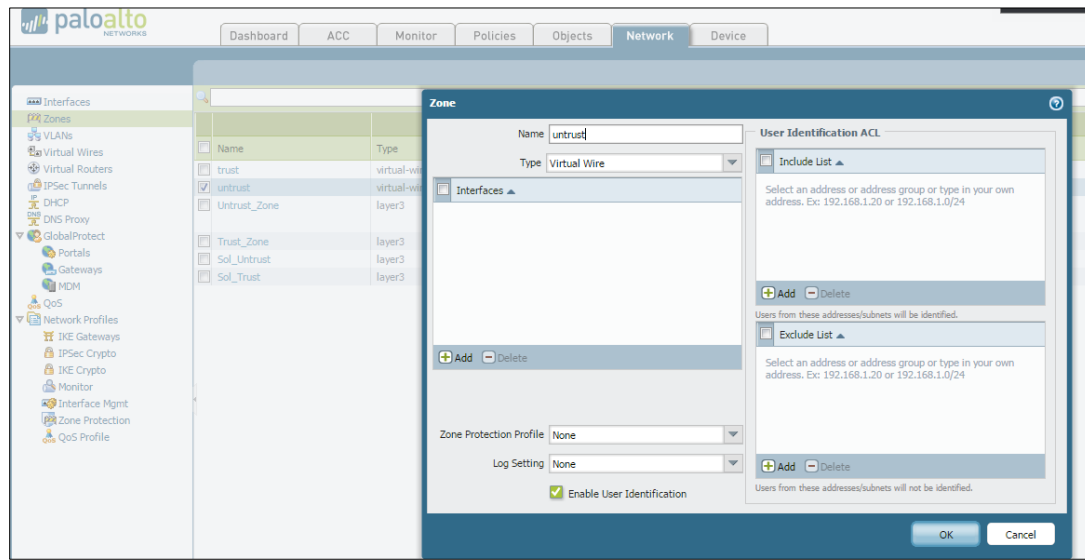 paloalto
NETWORKS
Dashboard ACC Monitor Policies Objects Network Device
Interfaces
Zones
VLANs
Virtual Wires
Virtual Routers
IPSec Tunnels
DHCP
DNS Proxy
GlobalProtect
Portals
Gateways
MDM
QoS
Network Profiles
IKE Gateways
IPSec Crypto
IKE Crypto
Monitor
Interface Mgmt
Zone Protection
QoS Profile
Name Type
trust virtual-wi
untrust virtual-wi
Untrust_Zone layer3
Trust_Zone layer3
Sol_Untrust layer3
Sol_Trust layer3
Zone
Name untrust
Type Virtual Wire
Interfaces
Add Delete
Zone Protection Profile None
Log Setting None
Enable User Identification
User Identification ACL
Include List
Select an address or address group or type in your own
address. Ex: 192.168.1.20 or 192.168.1.0/24
Add Delete
Users from these addresses/subnets will be identified.
Exclude List
Select an address or address group or type in your own
address. Ex: 192.168.1.20 or 192.168.1.0/24
Add Delete
Users from these addresses/subnets will not be identified.
OK Cancel